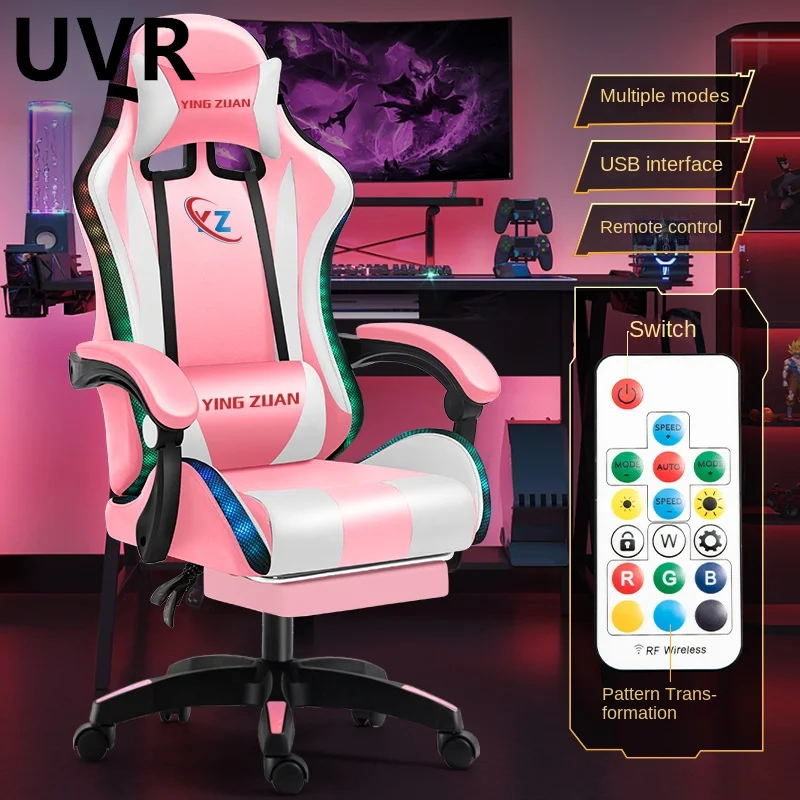 UVR
YING ZUAN
YZ
YING ZUAN
Multiple modes
USB interface
Remote control
Switch
SPEED
+
MODE
-
AUTO
MODE
+
SPEED
-
W
R G B
RF Wireless
Pattern Trans-
formation